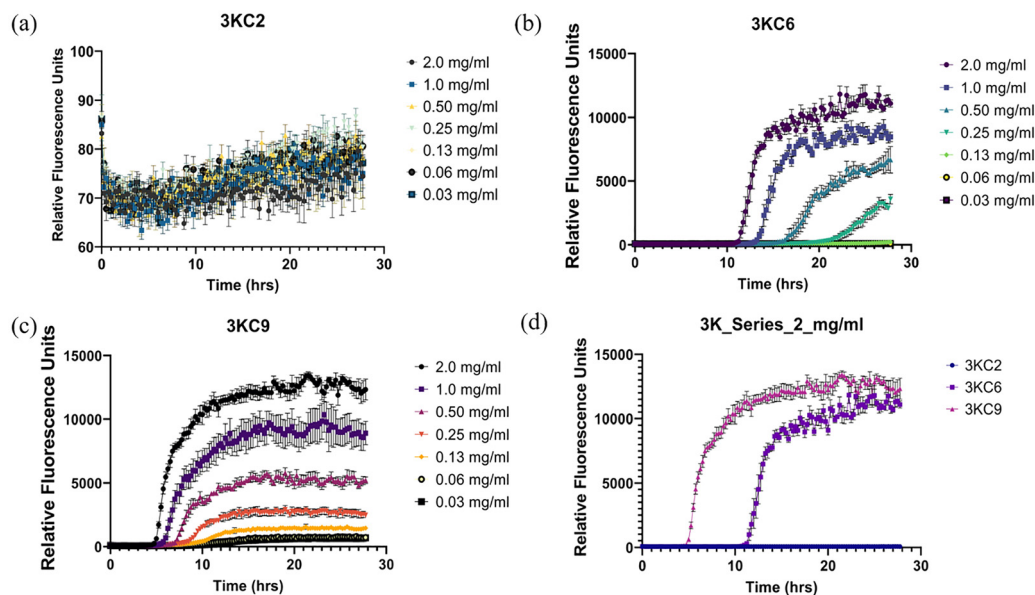 (a)
3KC2
Relative Fluorescence Units
100
90
80
70
60
0
10
20
30
Time (hrs)
2.0 mg/ml
1.0 mg/ml
0.50 mg/ml
0.25 mg/ml
0.13 mg/ml
0.06 mg/ml
0.03 mg/ml
(b)
3KC6
Relative Fluorescence Units
15000
10000
5000
0
0
10
20
30
Time (hrs)
2.0 mg/ml
1.0 mg/ml
0.50 mg/ml
0.25 mg/ml
0.13 mg/ml
0.06 mg/ml
0.03 mg/ml
(c)
3KC9
Relative Fluorescence Units
15000
10000
5000
0
0
10
20
30
Time (hrs)
2.0 mg/ml
1.0 mg/ml
0.50 mg/ml
0.25 mg/ml
0.13 mg/ml
0.06 mg/ml
0.03 mg/ml
(d)
3K_Series_2_mg/ml
Relative Fluorescence Units
15000
10000
5000
0
0
10
20
30
Time (hrs)
3KC2
3KC6
3KC9